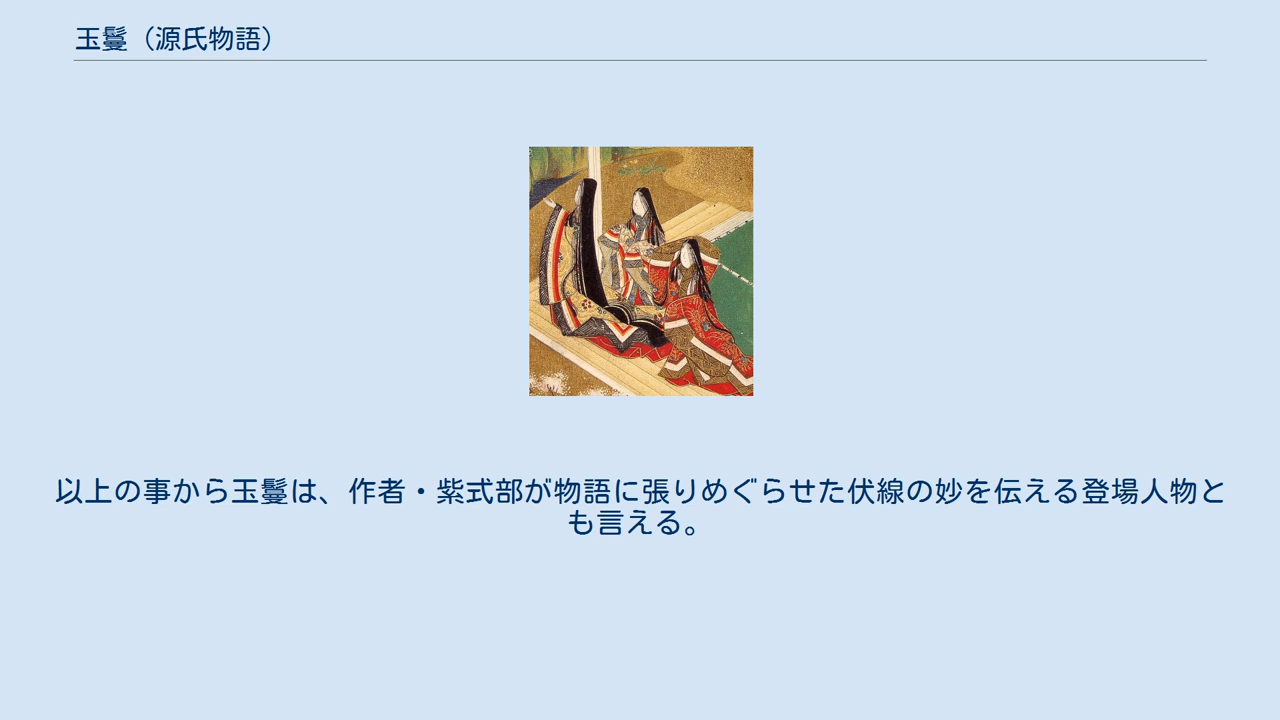 玉鬘（源氏物語）
以上の事から玉鬘は、作者・紫式部が物語に張りめぐらせた伏線の妙を伝える登場人物と
も言える。